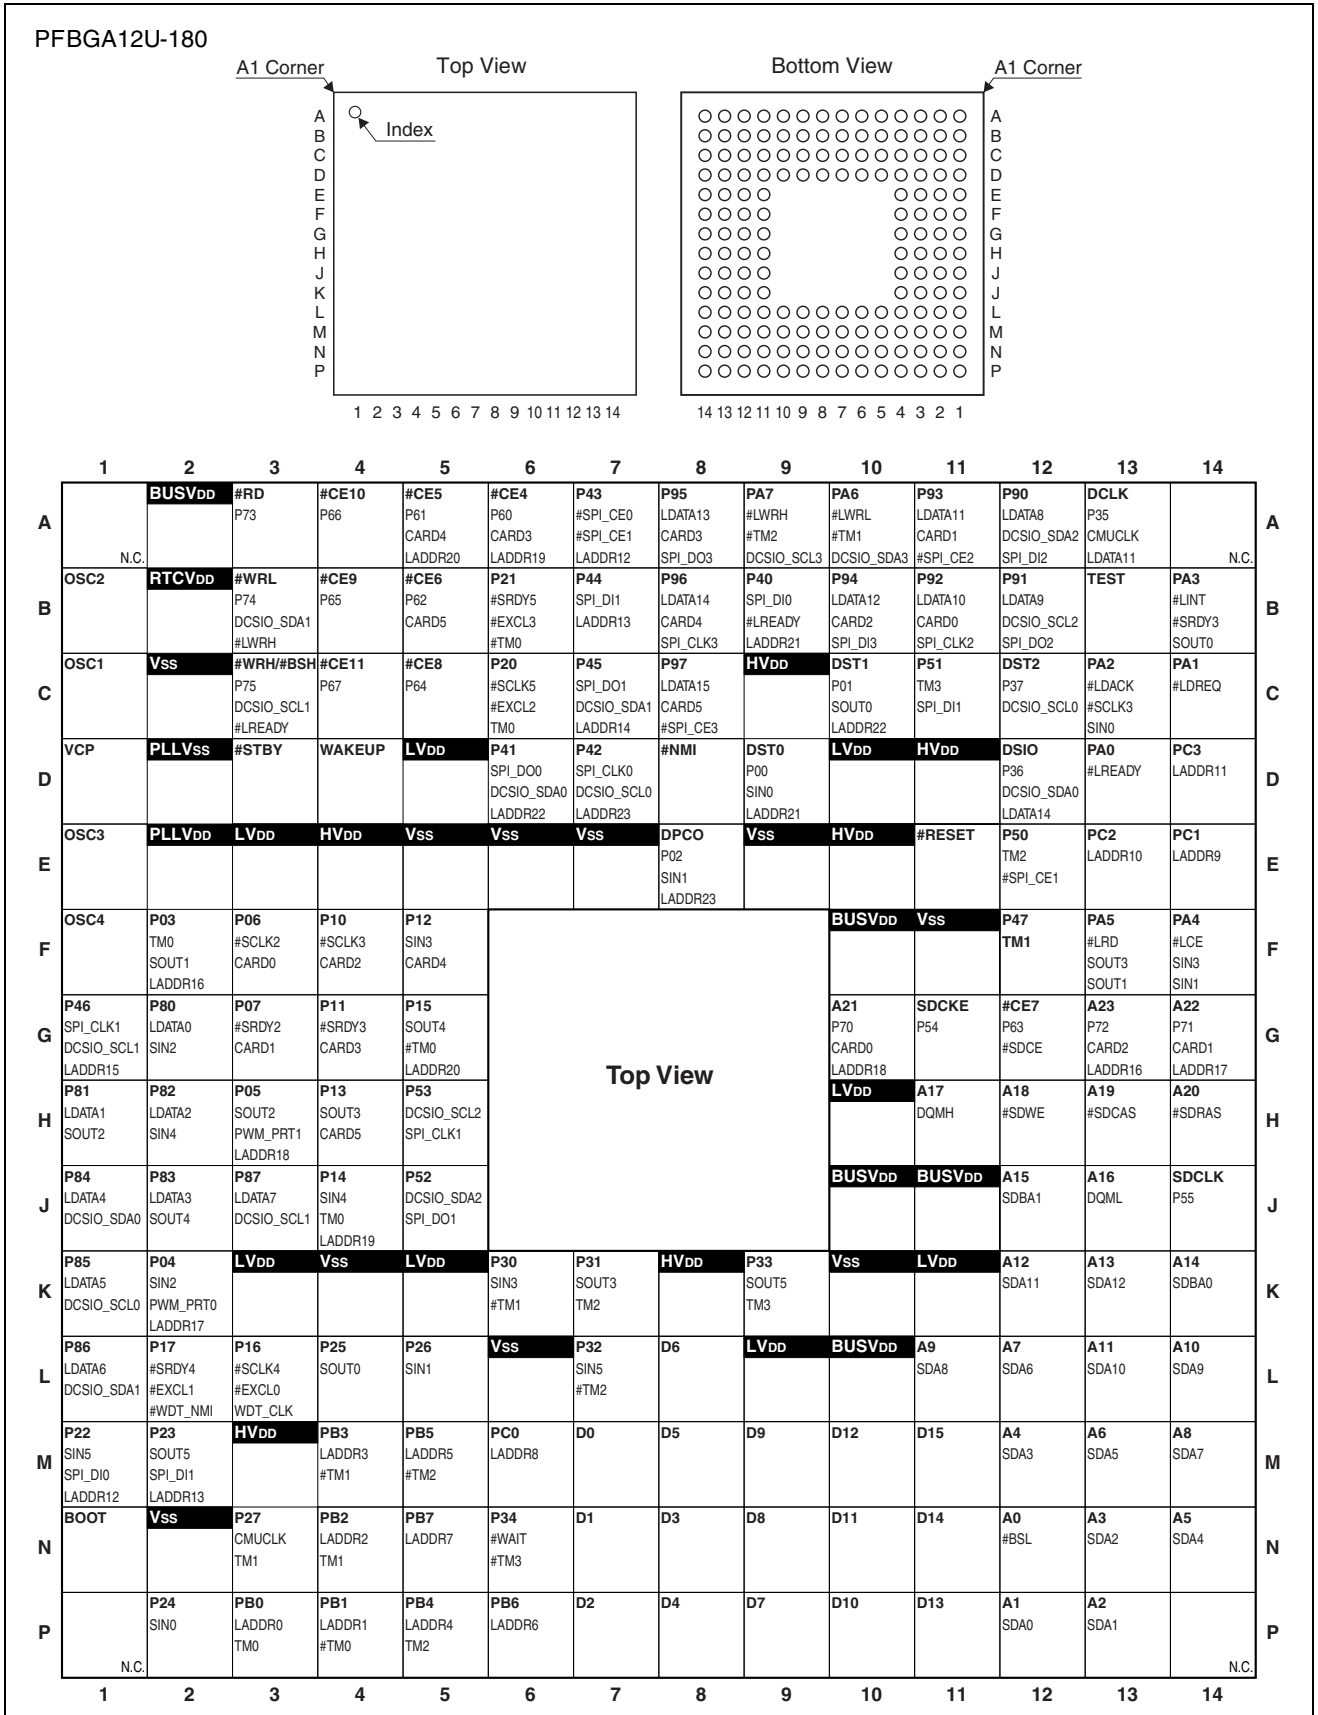 PFBGA12U-180
A1 Corner Top View Bottom View A1 Corner
Index
A A
B B
C C
D D
E E
F F
G G
H H
J J
K J
L L
M M
N N
P P
1 2 3 4 5 6 7 8 9 10 11 12 13 14 14 13 12 11 10 9 8 7 6 5 4 3 2 1
1 2 3 4 5 6 7 8 9 10 11 12 13 14
BUSVDD #RD #CE10 #CE5 #CE4 P43 P95 PA7 PA6 P93 P90 DCLK
A P73 P66 P61 P60 #SPI_CE0 LDATA13 #LWRH #LWRL LDATA11 LDATA8 P35 A
CARD4 CARD3 #SPI_CE1 CARD3 #TM2 #TM1 CARD1 DCSIO_SDA2 CMUCLK
N.C. LADDR20 LADDR19 LADDR12 SPI_DO3 DCSIO_SCL3 DCSIO_SDA3 #SPI_CE2 SPI_DI2 LDATA11 N.C.
OSC2 RTCVDD #WRL #CE9 #CE6 P21 P44 P96 P40 P94 P92 P91 TEST PA3
B P74 P65 P62 #SRDY5 SPI_DI1 LDATA14 SPI_DI0 LDATA12 LDATA10 LDATA9 #LINT B
DCSIO_SDA1 CARD5 #EXCL3 LADDR13 CARD4 #LREADY CARD2 CARD0 DCSIO_SCL2 #SRDY3
#LWRH #TM0 SPI_CLK3 LADDR21 SPI_DI3 SPI_CLK2 SPI_DO2 SOUT0
OSC1 VSS #WRH/#BSH #CE11 #CE8 P20 P45 P97 HVDD DST1 P51 DST2 PA2 PA1
C P75 P67 P64 #SCLK5 SPI_DO1 LDATA15 P01 TM3 P37 #LDACK #LDREQ C
DCSIO_SCL1 #EXCL2 DCSIO_SDA1 CARD5 SOUT0 SPI_DI1 DCSIO_SCL0 #SCLK3
#LREADY TM0 LADDR14 #SPI_CE3 LADDR22 SIN0
VCP PLLVSS #STBY WAKEUP LVDD P41 P42 #NMI DST0 LVDD HVDD DSIO PA0 PC3
D SPI_DO0 SPI_CLK0 P00 P36 #LREADY LADDR11 D
DCSIO_SDA0 DCSIO_SCL0 SIN0 DCSIO_SDA0
LADDR22 LADDR23 LADDR21 LDATA14
OSC3 PLLVDD LVDD HVDD VSS VSS VSS DPCO VSS HVDD #RESET P50 PC2 PC1
E P02 TM2 LADDR10 LADDR9 E
SIN1 #SPI_CE1
LADDR23
OSC4 P03 P06 P10 P12 BUSVDD VSS P47 PA5 PA4
F TM0 #SCLK2 #SCLK3 SIN3 TM1 #LRD #LCE F
SOUT1 CARD0 CARD2 CARD4 SOUT3 SIN3
LADDR16 SOUT1 SIN1
P46 P80 P07 P11 P15 A21 SDCKE #CE7 A23 A22
G SPI_CLK1 LDATA0 #SRDY2 #SRDY3 SOUT4 P70 P54 P63 P72 P71 G
DCSIO_SCL1 SIN2 CARD1 CARD3 #TM0 CARD0 #SDCE CARD2 CARD1
LADDR15 LADDR20 LADDR18 LADDR16 LADDR17
Top View
P81 P82 P05 P13 P53 LVDD A17 A18 A19 A20
H LDATA1 LDATA2 SOUT2 SOUT3 DCSIO_SCL2 DQMH #SDWE #SDCAS #SDRAS H
SOUT2 SIN4 PWM_PRT1 CARD5 SPI_CLK1
LADDR18
P84 P83 P87 P14 P52 BUSVDD BUSVDD A15 A16 SDCLK
J LDATA4 LDATA3 LDATA7 SIN4 DCSIO_SDA2 SDBA1 DQML P55 J
DCSIO_SDA0 SOUT4 DCSIO_SCL1 TM0 SPI_DO1
LADDR19
P85 P04 LVDD VSS LVDD P30 P31 HVDD P33 VSS LVDD A12 A13 A14
K LDATA5 SIN2 SIN3 SOUT3 SOUT5 SDA11 SDA12 SDBA0 K
DCSIO_SCL0 PWM_PRT0 #TM1 TM2 TM3
LADDR17
P86 P17 P16 P25 P26 VSS P32 D6 LVDD BUSVDD A9 A7 A11 A10
L LDATA6 #SRDY4 #SCLK4 SOUT0 SIN1 SIN5 SDA8 SDA6 SDA10 SDA9 L
DCSIO_SDA1 #EXCL1 #EXCL0 #TM2
#WDT_NMI WDT_CLK
P22 P23 HVDD PB3 PB5 PC0 D0 D5 D9 D12 D15 A4 A6 A8
M SIN5 SOUT5 LADDR3 LADDR5 LADDR8 SDA3 SDA5 SDA7 M
SPI_DI0 SPI_DI1 #TM1 #TM2
LADDR12 LADDR13
BOOT VSS P27 PB2 PB7 P34 D1 D3 D8 D11 D14 A0 A3 A5
N CMUCLK LADDR2 LADDR7 #WAIT #BSL SDA2 SDA4 N
TM1 TM1 #TM3
P24 PB0 PB1 PB4 PB6 D2 D4 D7 D10 D13 A1 A2
P SIN0 LADDR0 LADDR1 LADDR4 LADDR6 SDA0 SDA1 P
TM0 #TM0 TM2
N.C. N.C.
1 2 3 4 5 6 7 8 9 10 11 12 13 14